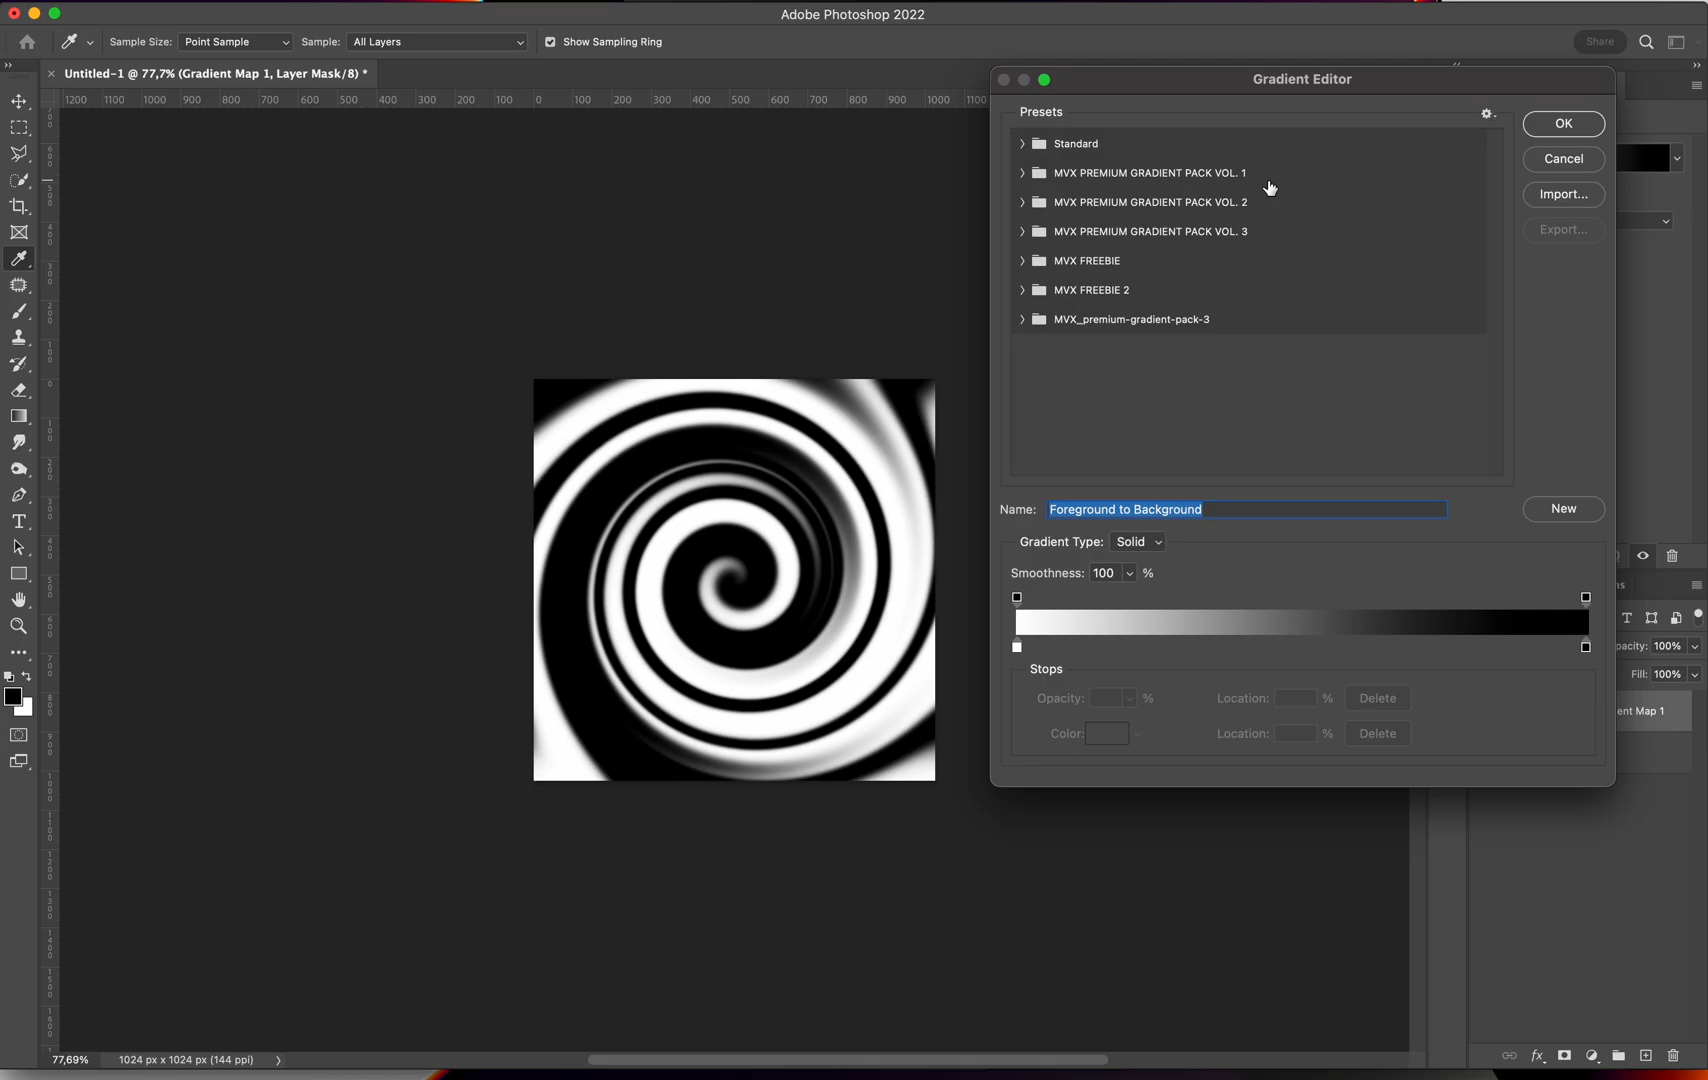 Adobe Photoshop 2022
Sample Size: Point Sample Sample: All Layers Show Sampling Ring Share
Untitled-1 @ 77,7% (Gradient Map 1, Layer Mask/8) *
1200 1100 1000 900 800 700 600 500 400 300 200 100 0 100 200 300 400 500 600 700 800 900 1000 1100
Gradient Editor
Presets
Standard
MVX PREMIUM GRADIENT PACK VOL. 1
MVX PREMIUM GRADIENT PACK VOL. 2
MVX PREMIUM GRADIENT PACK VOL. 3
MVX FREEBIE
MVX FREEBIE 2
MVX_premium-gradient-pack-3
OK
Cancel
Import...
Export...
Name: Foreground to Background
New
Gradient Type: Solid
Smoothness: 100 %
Stops
Opacity: % Location: % Delete
Color: Location: % Delete
pacity: 100%
Fill: 100%
ent Map 1
77,69% 1024 px x 1024 px (144 ppi)
fx